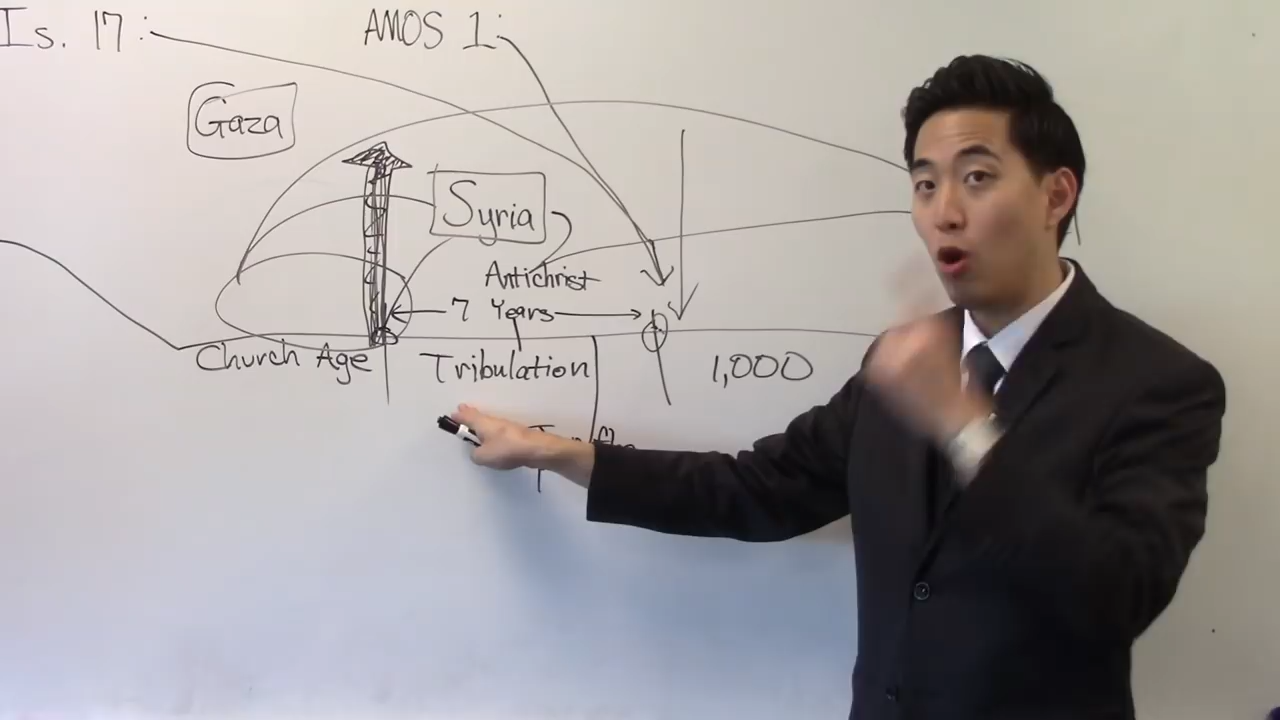 Is. 17:
AMOS 1:
Gaza
Syria
Antichrist
7 Years
Church Age
Tribulation
1,000